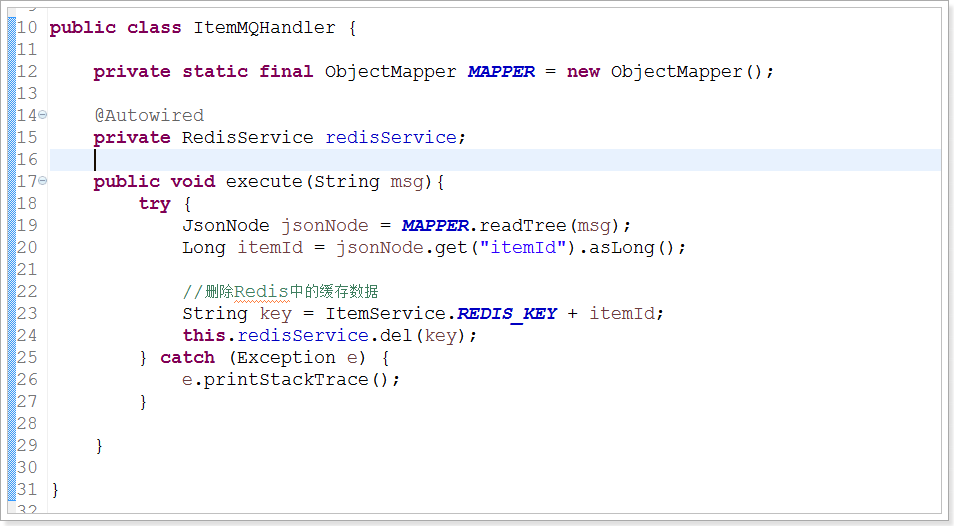 10 public class ItemMQHandler {
11
12     private static final ObjectMapper MAPPER = new ObjectMapper();
13
14     @Autowired
15     private RedisService redisService;
16
17     public void execute(String msg){
18         try {
19             JsonNode jsonNode = MAPPER.readTree(msg);
20             Long itemId = jsonNode.get("itemId").asLong();
21
22             //删除Redis中的缓存数据
23             String key = ItemService.REDIS_KEY + itemId;
24             this.redisService.del(key);
25         } catch (Exception e) {
26             e.printStackTrace();
27         }
28
29     }
30
31 }
32